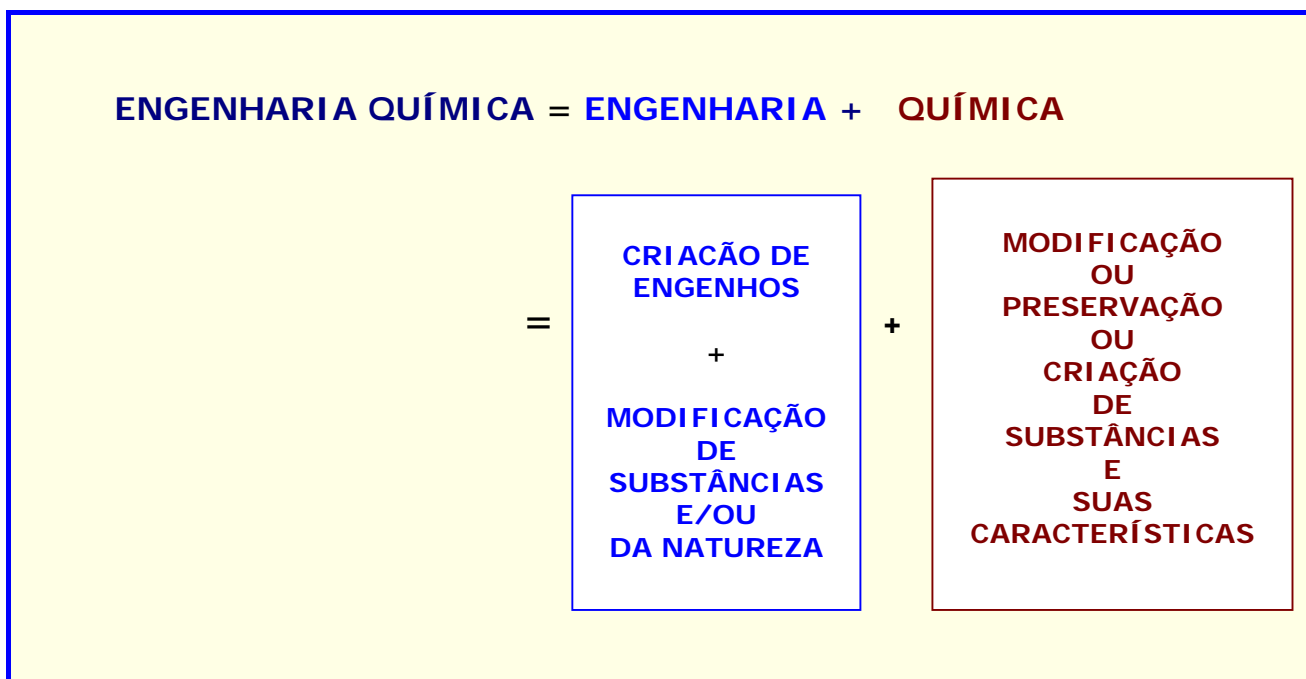 ENGENHARIA QUÍMICA = ENGENHARIA + QUÍMICA
=
CRIACÃO DE
ENGENHOS
+
MODIFICAÇÃO
DE
SUBSTÂNCIAS
E/OU
DA NATUREZA
+
MODIFICAÇÃO
OU
PRESERVAÇÃO
OU
CRIAÇÃO
DE
SUBSTÂNCIAS
E
SUAS
CARACTERÍSTICAS